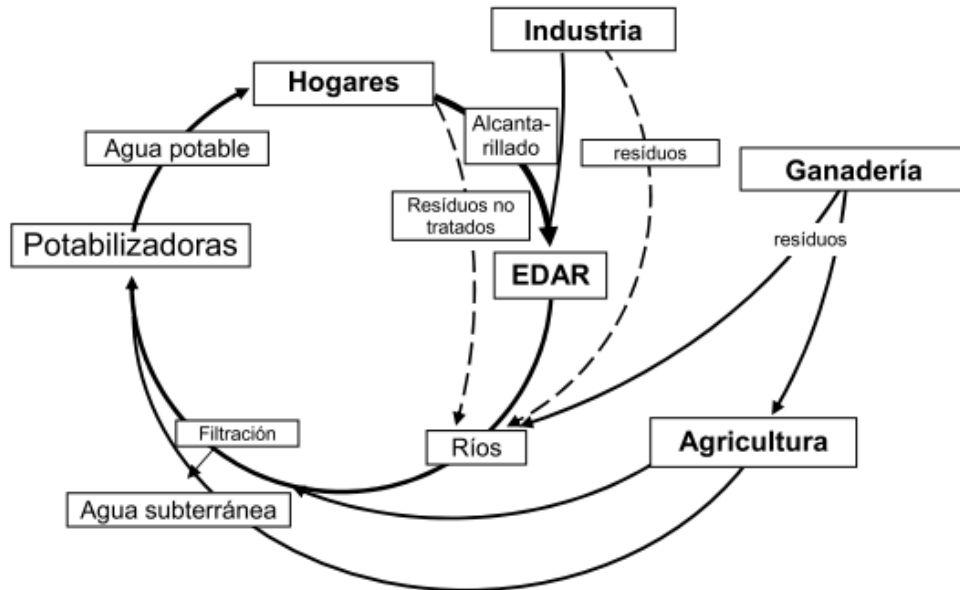 Industria
Hogares
Alcanta-
rillado
Agua potable
resíduos
Ganadería
Resíduos no
tratados
Potabilizadoras
resíduos
EDAR
Filtración
Ríos
Agricultura
Agua subterránea